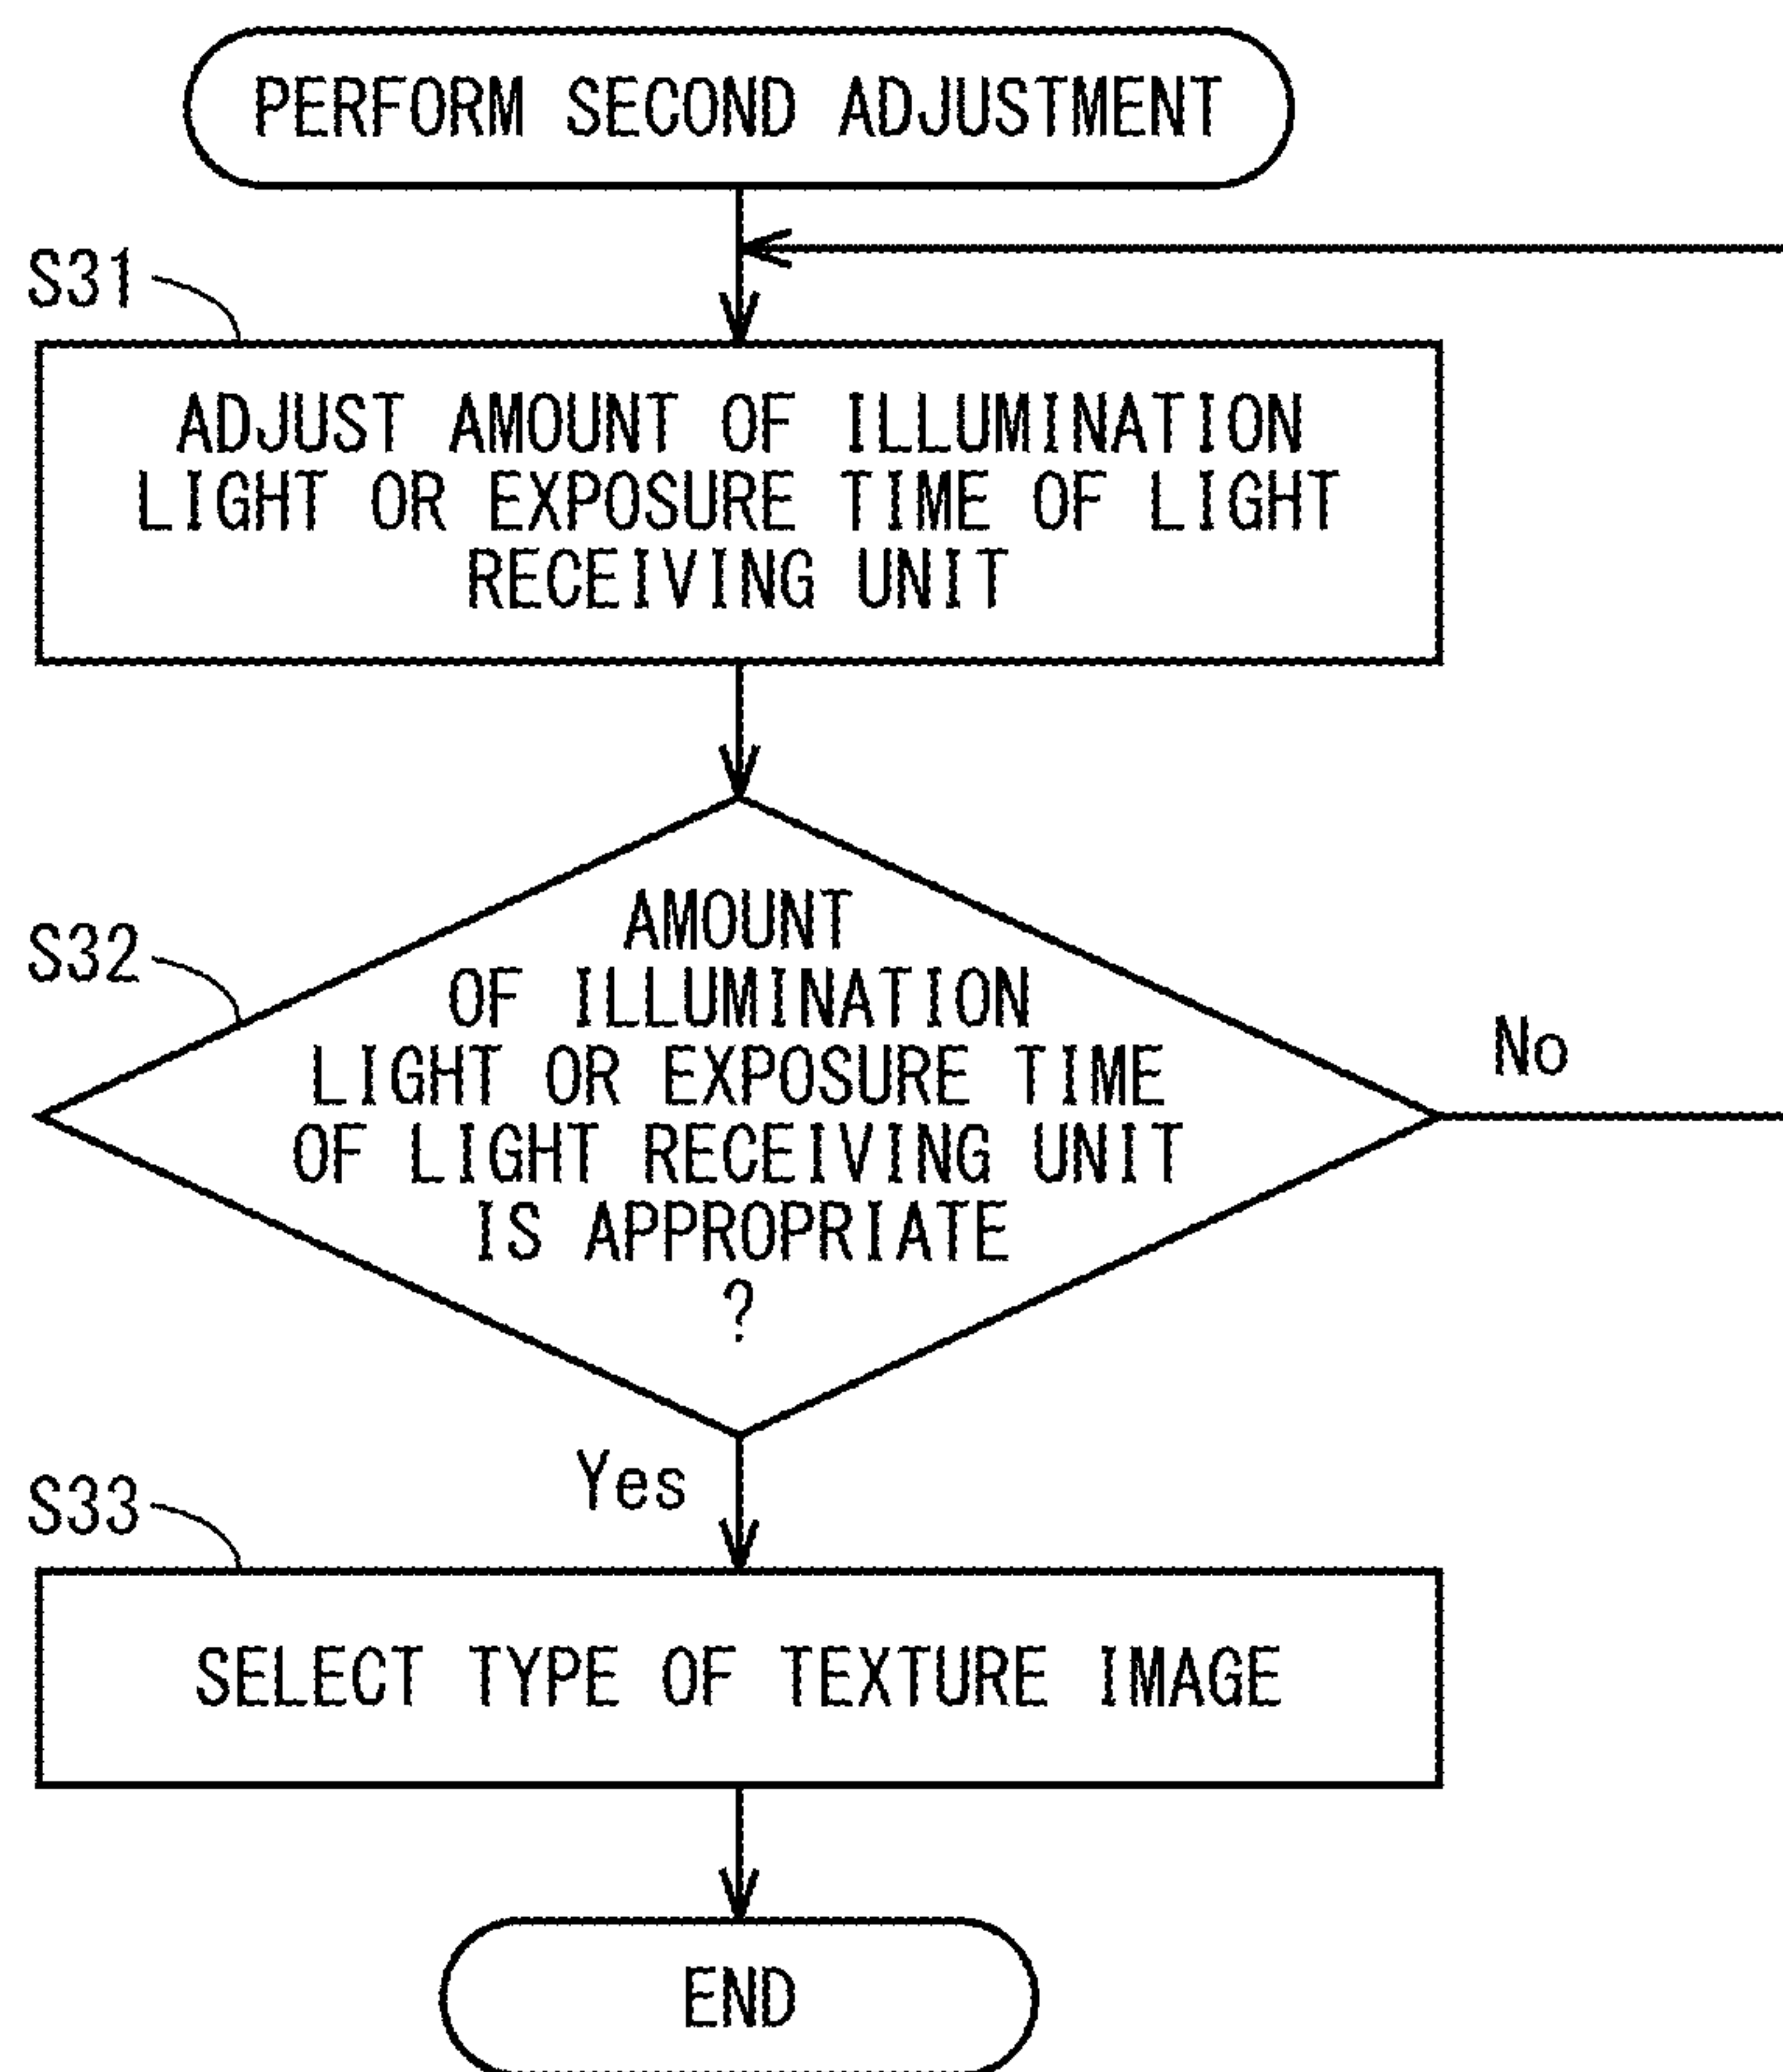 PERFORM SECOND ADJUSTMENT
S31
ADJUST AMOUNT OF ILLUMINATION
LIGHT OR EXPOSURE TIME OF LIGHT
RECEIVING UNIT
S32
AMOUNT
OF ILLUMINATION
LIGHT OR EXPOSURE TIME
OF LIGHT RECEIVING UNIT
IS APPROPRIATE
?
No
Yes
S33
SELECT TYPE OF TEXTURE IMAGE
END